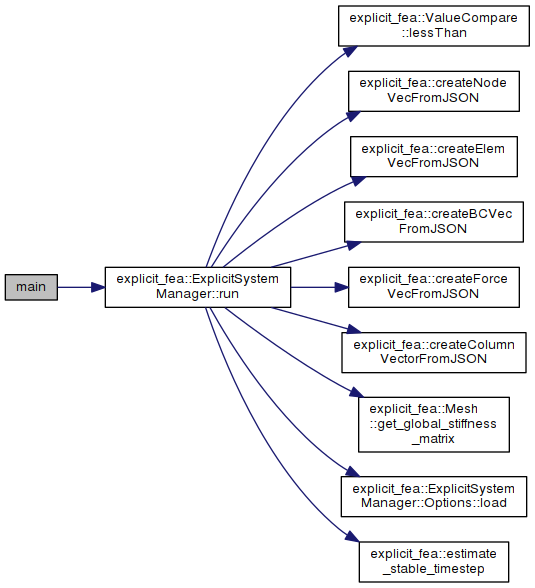 main
explicit_fea::ExplicitSystem
Manager::run
explicit_fea::ValueCompare
::lessThan
explicit_fea::createNode
VecFromJSON
explicit_fea::createElem
VecFromJSON
explicit_fea::createBCVec
FromJSON
explicit_fea::createForce
VecFromJSON
explicit_fea::createColumn
VectorFromJSON
explicit_fea::Mesh
::get_global_stiffness
_matrix
explicit_fea::ExplicitSystem
Manager::Options::load
explicit_fea::estimate
_stable_timestep